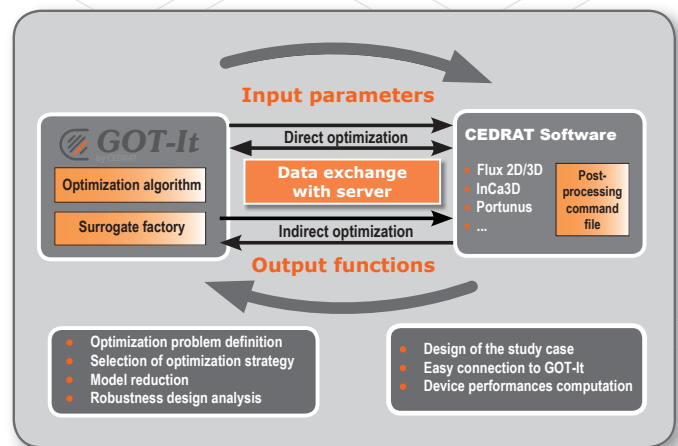 Input parameters
GOT-It
by CEDRAT
Optimization algorithm
Surrogate factory
Direct optimization
Data exchange
with server
Indirect optimization
Output functions
CEDRAT Software
• Flux 2D/3D
• InCa3D
• Portunus
• ...
Post-
processing
command
file
• Optimization problem definition
• Selection of optimization strategy
• Model reduction
• Robustness design analysis
• Design of the study case
• Easy connection to GOT-It
• Device performances computation